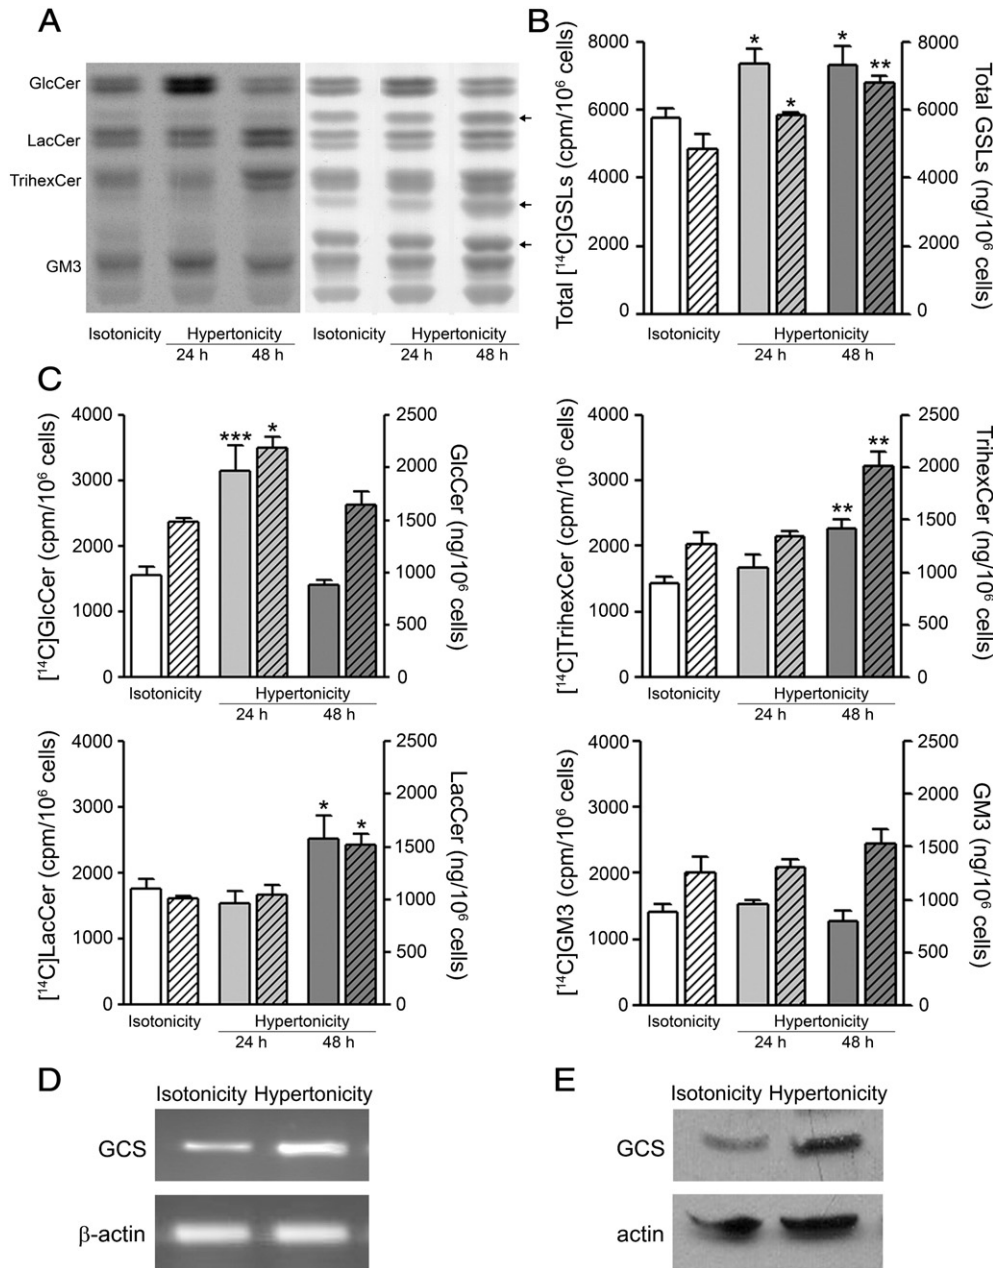 A
GlcCer
LacCer
TrihexCer
GM3
Isotonicity Hypertonicity Isotonicity Hypertonicity
24 h 48 h 24 h 48 h
B
Total [¹⁴C]GSLs (cpm/10⁶ cells)
8000
6000
4000
2000
0
* * * **
8000
6000
4000
2000
0
Total GSLs (ng/10⁶ cells)
Isotonicity Hypertonicity
24 h 48 h
C
[¹⁴C]GlcCer (cpm/10⁶ cells)
4000
3000
2000
1000
0
*** *
2500
2000
1500
1000
500
0
GlcCer (ng/10⁶ cells)
Isotonicity Hypertonicity
24 h 48 h
[¹⁴C]TrihexCer (cpm/10⁶ cells)
4000
3000
2000
1000
0
** **
2500
2000
1500
1000
500
0
TrihexCer (ng/10⁶ cells)
Isotonicity Hypertonicity
24 h 48 h
[¹⁴C]LacCer (cpm/10⁶ cells)
4000
3000
2000
1000
0
* *
2500
2000
1500
1000
500
0
LacCer (ng/10⁶ cells)
Isotonicity Hypertonicity
24 h 48 h
[¹⁴C]GM3 (cpm/10⁶ cells)
4000
3000
2000
1000
0
2500
2000
1500
1000
500
0
GM3 (ng/10⁶ cells)
Isotonicity Hypertonicity
24 h 48 h
D
Isotonicity Hypertonicity
GCS
β-actin
E
Isotonicity Hypertonicity
GCS
actin